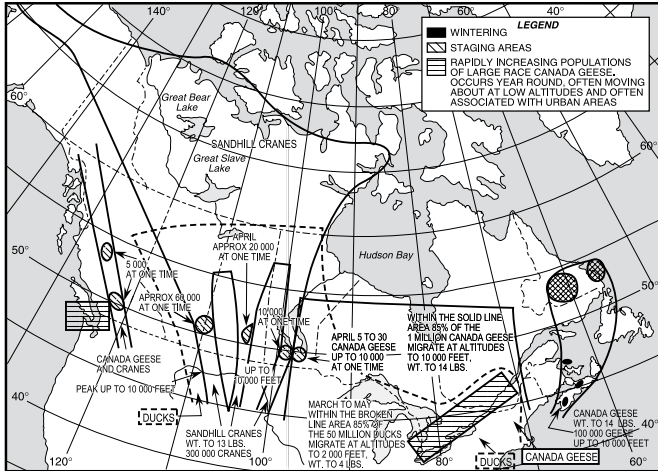 140°
120°
100°
80°
60°
40°
LEGEND
WINTERING
STAGING AREAS
RAPIDLY INCREASING POPULATIONS
OF LARGE RACE CANADA GEESE.
OCCURS YEAR ROUND, OFTEN MOVING
ABOUT AT LOW ALTITUDES AND OFTEN
ASSOCIATED WITH URBAN AREAS
60°
Great Bear
Lake
SANDHILL CRANES
Great Slave
Lake
60°
50°
Hudson Bay
APRIL
APPROX 20 000
AT ONE TIME
5 000
AT ONE TIME
APRROX 60 000
AT ONE TIME
10 000
AT ONE TIME
50°
APRIL 5 TO 30
CANADA GEESE
UP TO 10 000
AT ONE TIME
WITHIN THE SOLID LINE
AREA 85% OF THE
1 MILLION CANADA GEESE
MIGRATE AT ALTITUDES
TO 10 000 FEET,
WT. TO 14 LBS.
CANADA GEESE
AND CRANES
PEAK UP TO 10 000 FEET
UP TO
10 000 FEET
40°
DUCKS
SANDHILL CRANES
WT. TO 13 LBS.
300 000 CRANES
MARCH TO MAY
WITHIN THE BROKEN
LINE AREA 85% OF
THE 50 MILLION DUCKS
MIGRATE AT ALTITUDES
TO 2 000 FEET,
WT. TO 4 LBS.
CANADA GEESE
WT. TO 14 LBS.
100 000 GEESE
UP TO 10 000 FEET
40°
DUCKS
CANADA GEESE
120°
100°
80°
60°